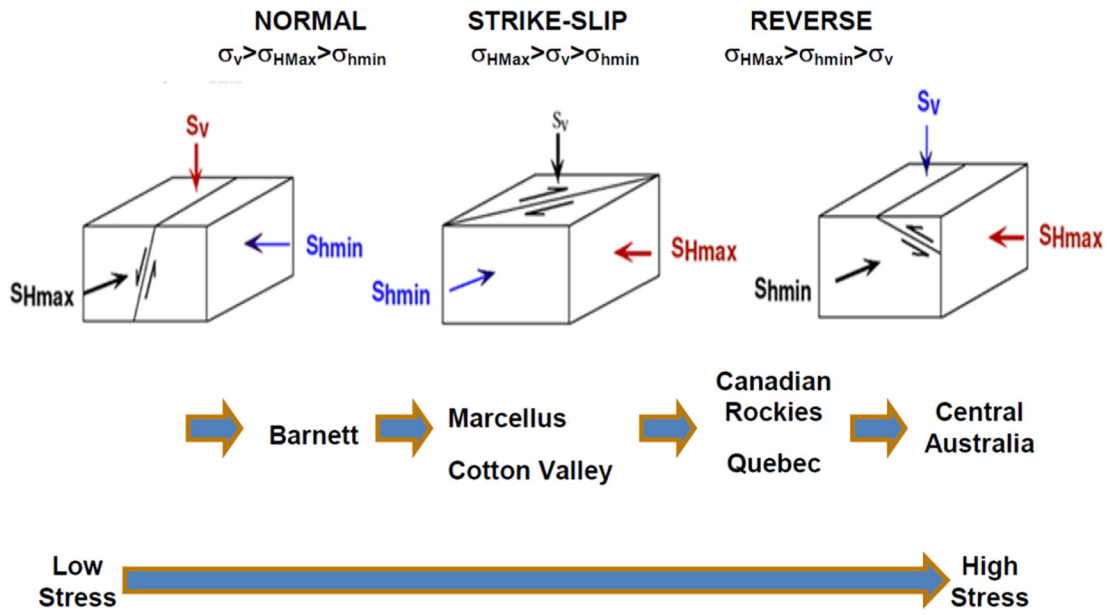 NORMAL
σv>σHMax>σhmin
STRIKE-SLIP
σHMax>σv>σhmin
REVERSE
σHMax>σhmin>σv
Sv
Shmin
SHmax
Sv
SHmax
Shmin
Sv
SHmax
Shmin
Barnett
Marcellus
Cotton Valley
Canadian
Rockies
Quebec
Central
Australia
Low
Stress
High
Stress